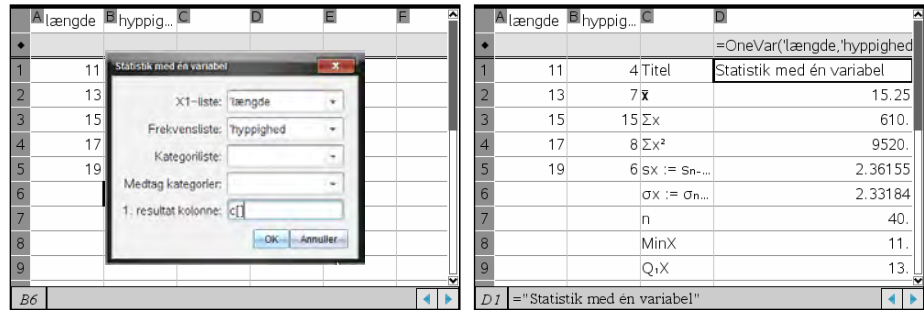 A længde B hyppig... C D E F
◆
1 11
2 13
3 15
4 17
5 19
6
7
8
9
B6
Statistik med én variabel
X1-liste: 'længde
Frekvensliste: 'hyppighed
Kategoriliste:
Medtag kategorier:
1. resultat kolonne: c[]
OK Annuller
A længde B hyppig... C D
◆ =OneVar('længde,'hyppighed
1 11 4 Titel Statistik med én variabel
2 13 7 x̄ 15.25
3 15 15 Σx 610.
4 17 8 Σx² 9520.
5 19 6 sx := sn-... 2.36155
6 σx := σn... 2.33184
7 n 40.
8 MinX 11.
9 Q₁X 13.
D1 ="Statistik med én variabel"